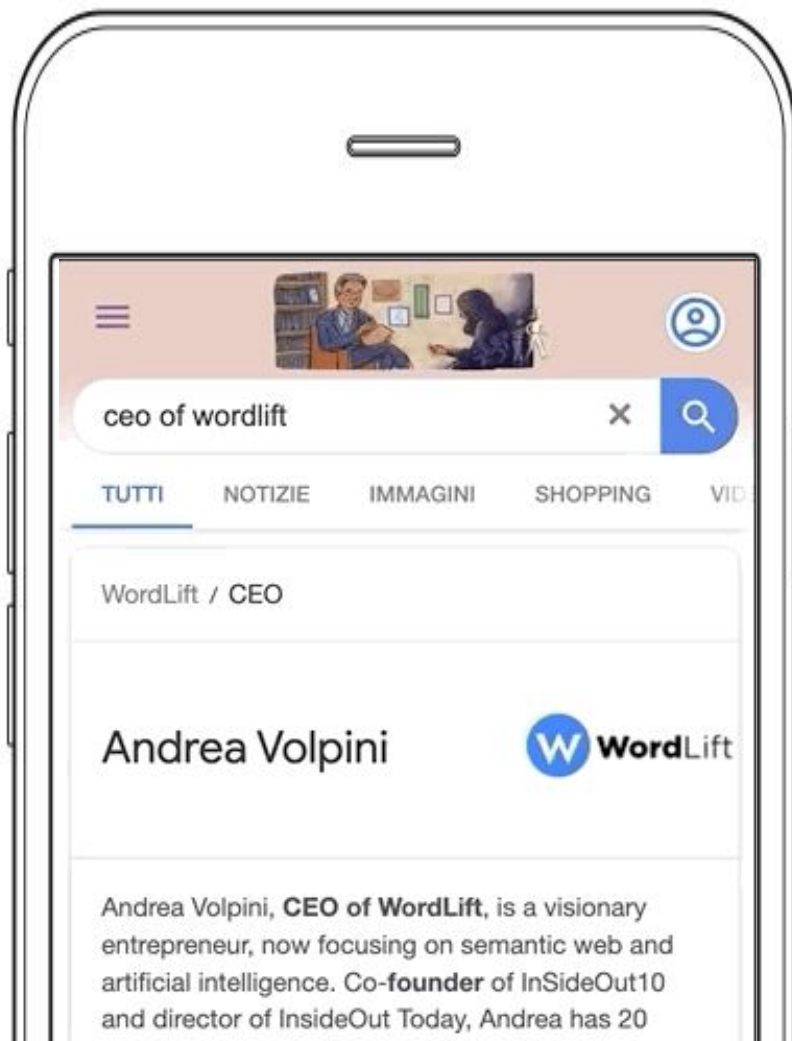 ceo of wordlift
TUTTI NOTIZIE IMMAGINI SHOPPING VID
WordLift / CEO
Andrea Volpini
W WordLift
Andrea Volpini, CEO of WordLift, is a visionary
entrepreneur, now focusing on semantic web and
artificial intelligence. Co-founder of InSideOut10
and director of InsideOut Today, Andrea has 20